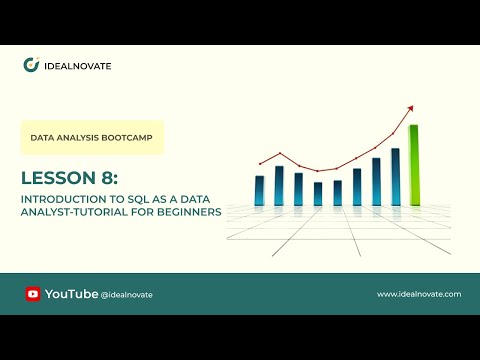 IDEALNOVATE
DATA ANALYSIS BOOTCAMP
LESSON 8:
INTRODUCTION TO SQL AS A DATA
ANALYST-TUTORIAL FOR BEGINNERS
YouTube @idealnovate
www.idealnovate.com